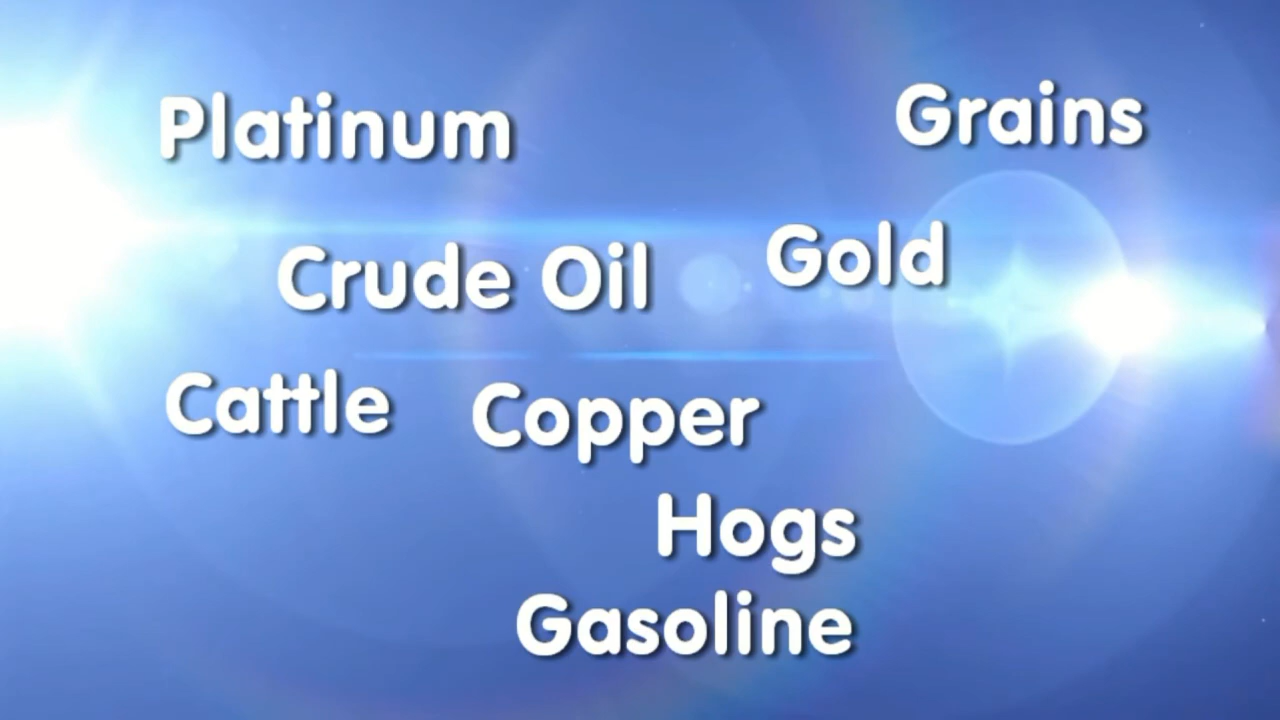 Platinum
Grains
Crude Oil
Gold
Cattle
Copper
Hogs
Gasoline